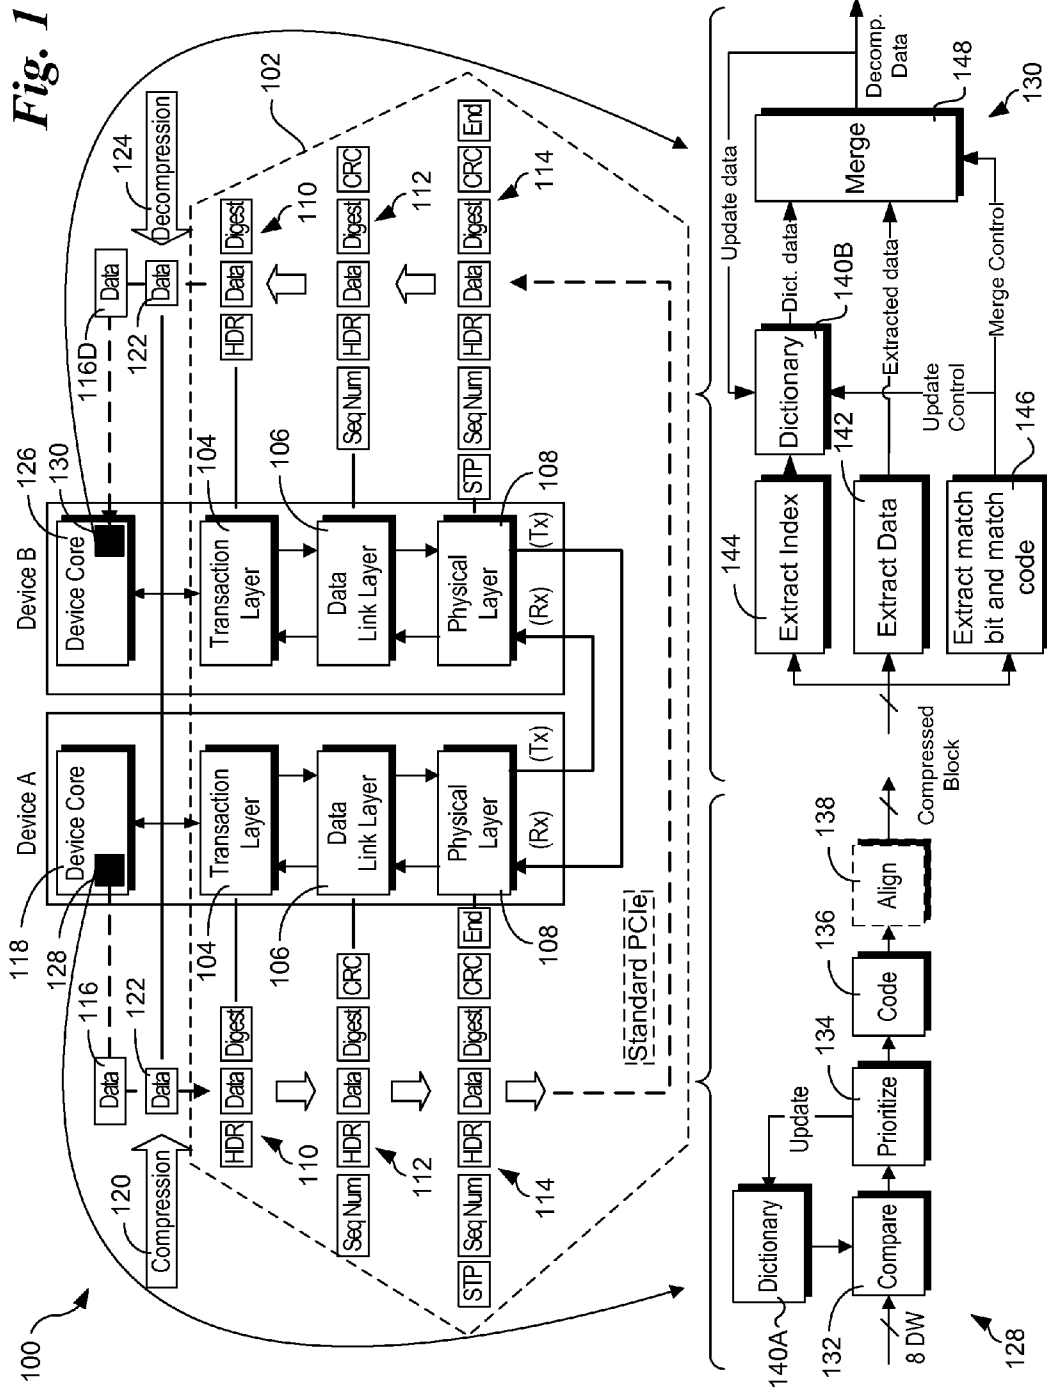 Fig. 1
100
120
Compression
124
Decompression
102
116
Data
122
Data
116D
Data
122
Data
Device A
118
128
Device Core
Device B
126
130
Device Core
HDR Data Digest
110
104
Transaction
Layer
104
Transaction
Layer
HDR Data Digest
110
Seq Num HDR Data Digest CRC
112
106
Data
Link Layer
106
Data
Link Layer
Seq Num HDR Data Digest CRC
112
STP Seq Num HDR Data Digest CRC End
114
108
Physical
Layer
(Rx)
(Tx)
108
Physical
Layer
(Rx)
(Tx)
STP Seq Num HDR Data Digest CRC End
114
Standard PCIe
140A
Dictionary
Update
8 DW
132
Compare
134
Prioritize
136
Code
138
Align
Compressed
Block
128
144
Extract Index
142
Extract Data
146
Extract match
bit and match
code
Dictionary
140B
Update data
Dict. data
Extracted data
Update
Control
Merge Control
Merge
148
Decomp.
Data
130